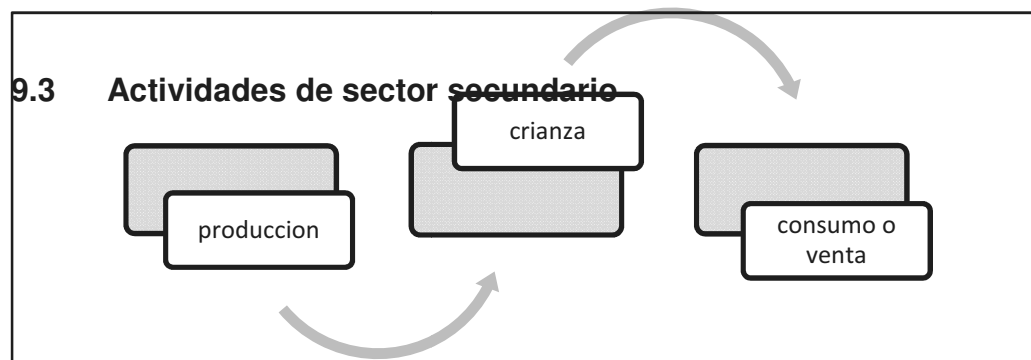 9.3 Actividades de sector secundario
crianza
produccion
consumo o
venta